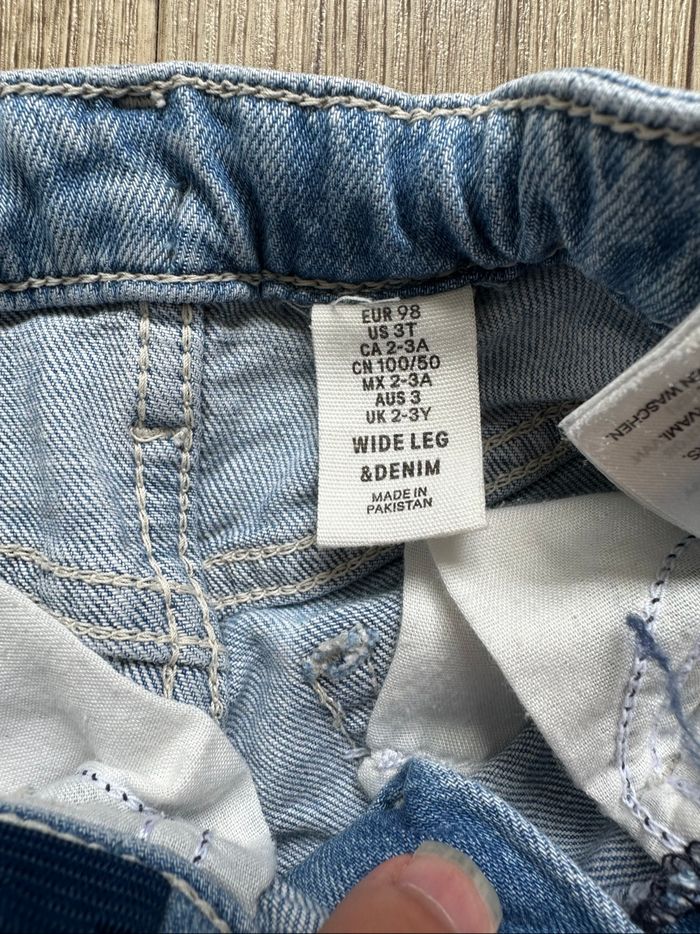 EUR 98
US 3T
CA 2-3A
CN 100/50
MX 2-3A
AUS 3
UK 2-3Y
WIDE LEG
&DENIM
MADE IN
PAKISTAN
WASCHEN.